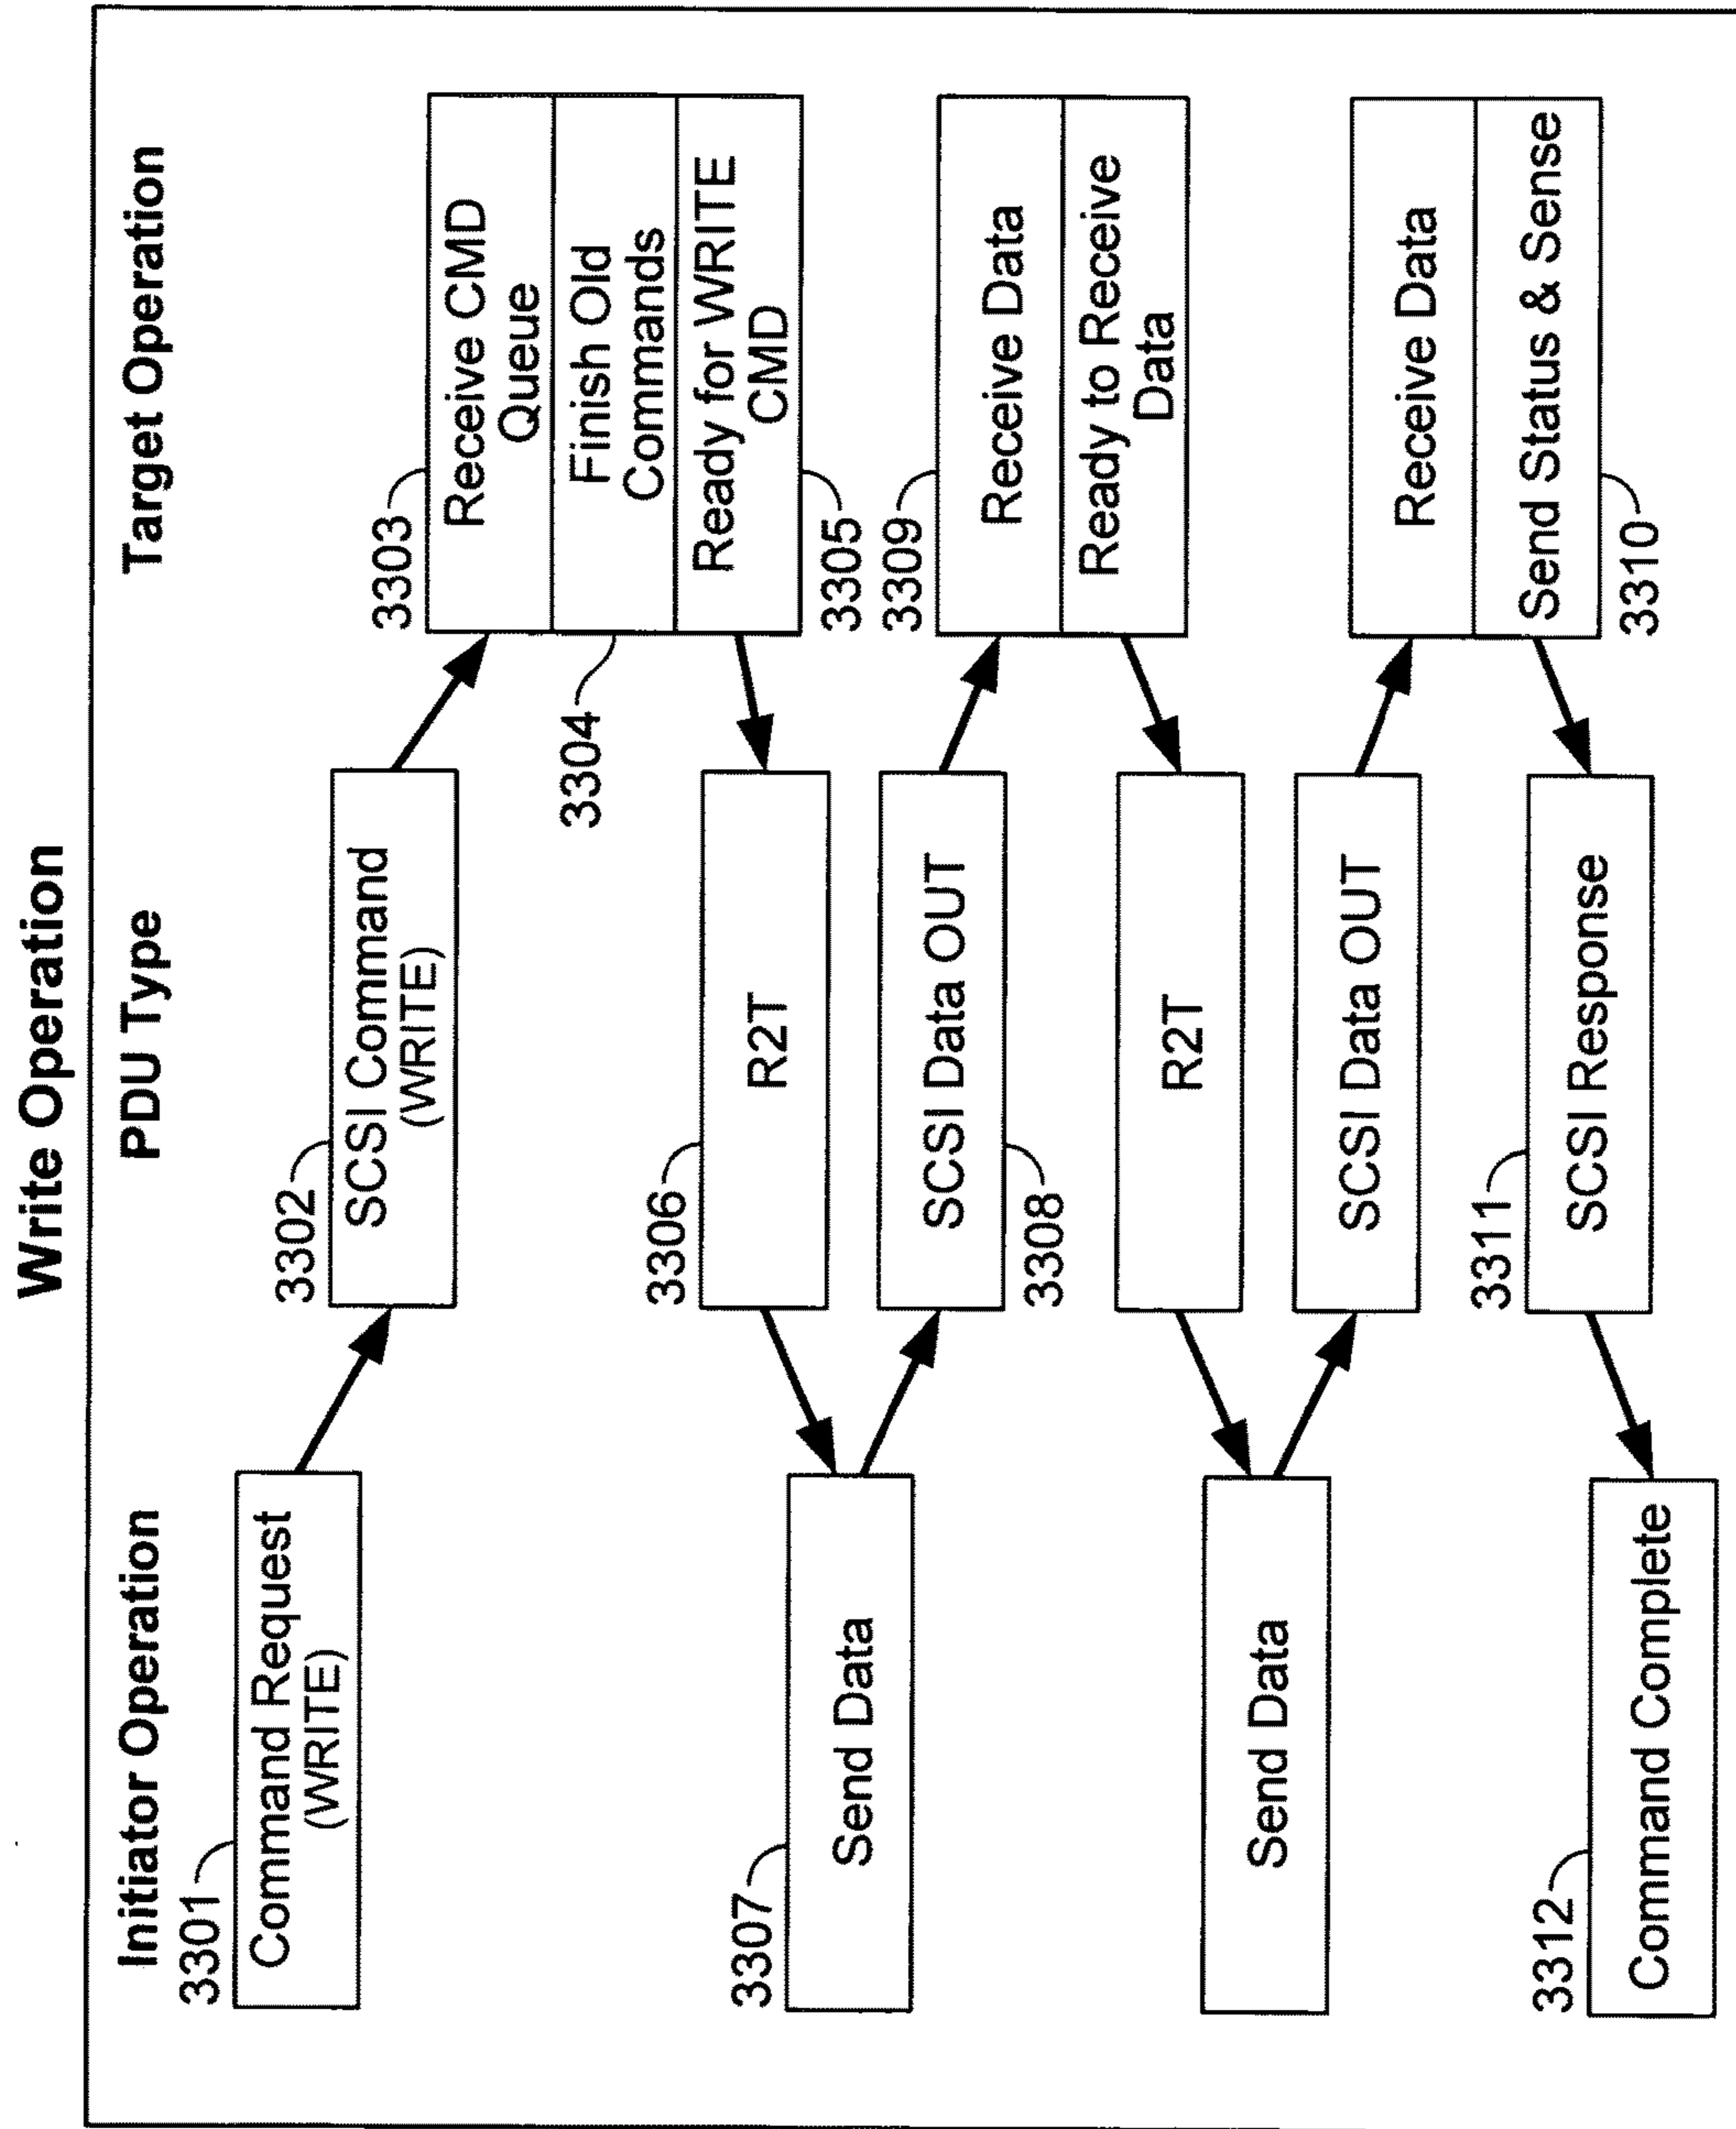 Write Operation
Initiator Operation
PDU Type
Target Operation
3301
Command Request
(WRITE)
3302
SCSI Command
(WRITE)
3303
Receive CMD
Queue
3304
Finish Old
Commands
Ready for WRITE
CMD
3305
3306
R2T
3307
Send Data
SCSI Data OUT
3308
3309
Receive Data
Ready to Receive
Data
R2T
Send Data
SCSI Data OUT
Receive Data
Send Status & Sense
3310
3311
SCSI Response
3312
Command Complete